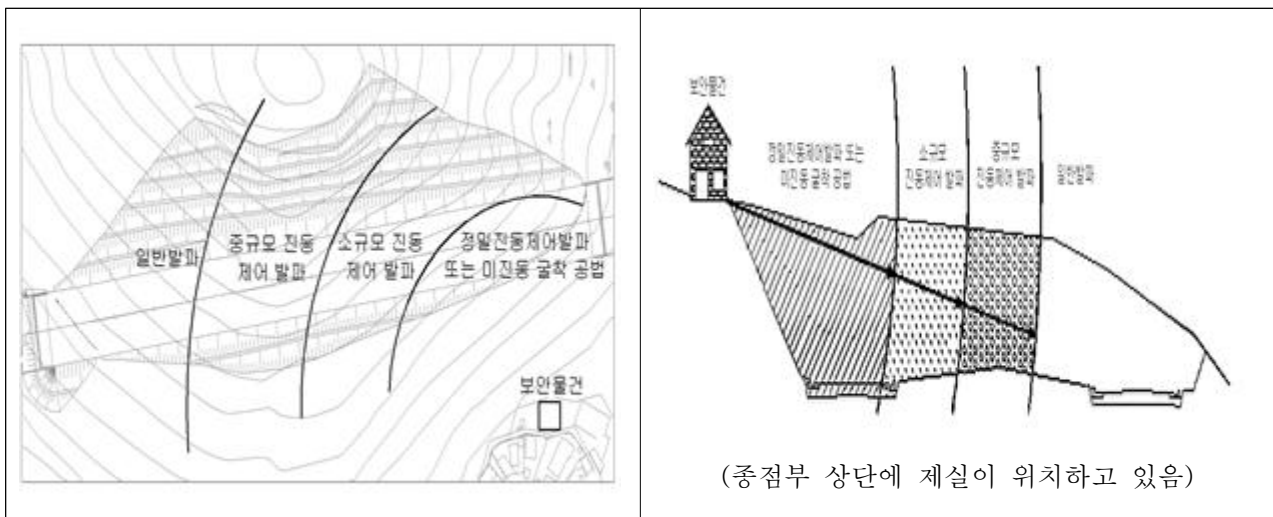 일반발파
중규모 진동
제어 발파
소규모 진동
제어 발파
정밀진동제어발파
또는 미진동 굴착 공법
보안물건
보안물건
정밀진동제어발파 또는
미진동 굴착 공법
소규모
진동제어 발파
중규모
진동제어 발파
일반발파
(종점부 상단에 제실이 위치하고 있음)